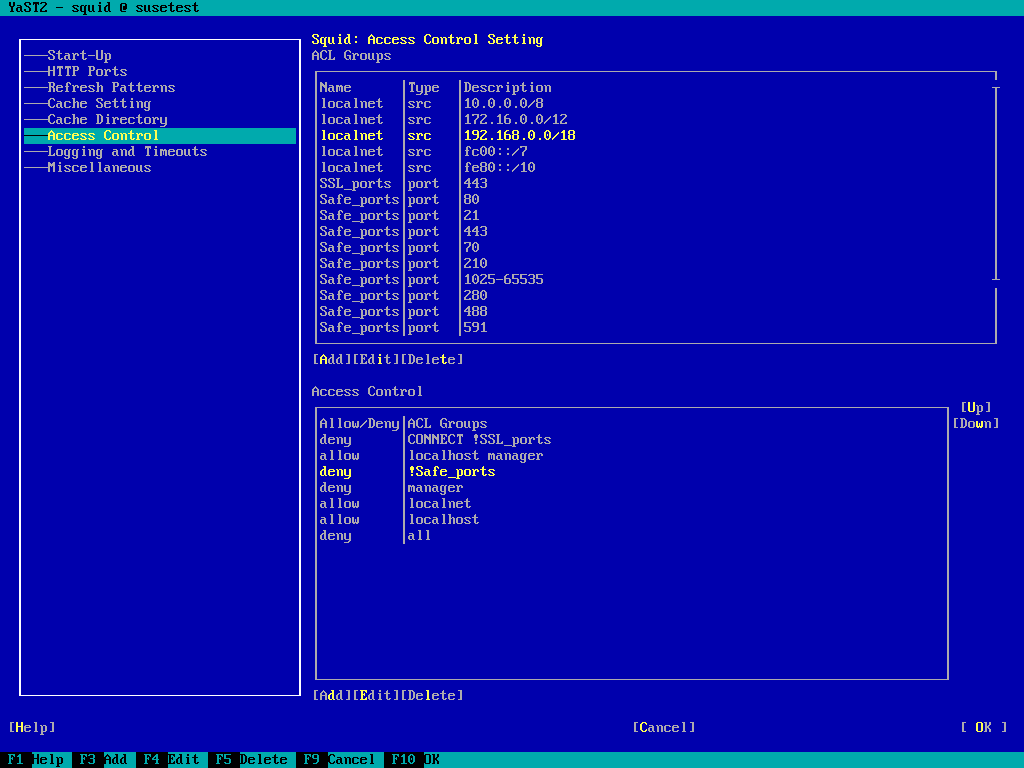 YaST2 - squid @ susetest
Start-Up
HTTP Ports
Refresh Patterns
Cache Setting
Cache Directory
Access Control
Logging and Timeouts
Miscellaneous
Squid: Access Control Setting
ACL Groups
Name Type Description
localnet src 10.0.0.0/8
localnet src 172.16.0.0/12
localnet src 192.168.0.0/18
localnet src fc00::/7
localnet src fe80::/10
SSL_ports port 443
Safe_ports port 80
Safe_ports port 21
Safe_ports port 443
Safe_ports port 70
Safe_ports port 210
Safe_ports port 1025-65535
Safe_ports port 280
Safe_ports port 488
Safe_ports port 591
[Add][Edit][Delete]
Access Control
[Up]
[Down]
Allow/Deny ACL Groups
deny CONNECT !SSL_ports
allow localhost manager
deny !Safe_ports
deny manager
allow localnet
allow localhost
deny all
[Add][Edit][Delete]
[Help] [Cancel] [ OK ]
F1 Help F3 Add F4 Edit F5 Delete F9 Cancel F10 OK